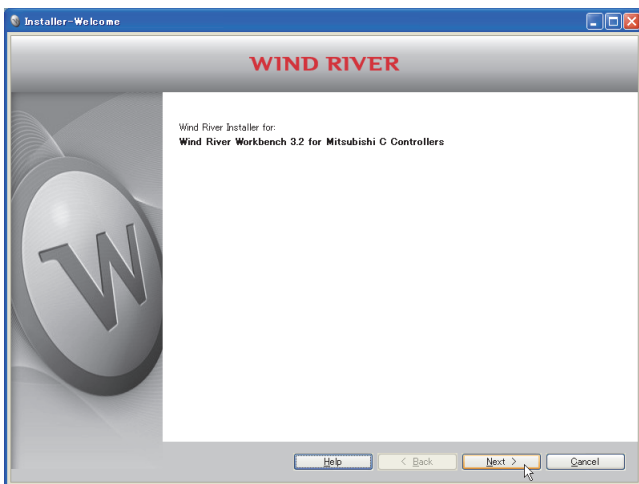 Installer-Welcome
WIND RIVER
Wind River Installer for:
Wind River Workbench 3.2 for Mitsubishi C Controllers
W
Help < Back Next > Cancel